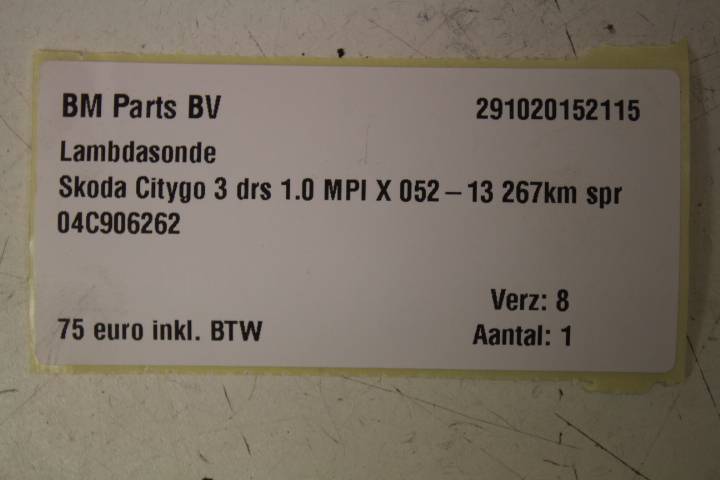 BM Parts BV 291020152115
Lambdasonde
Skoda Citygo 3 drs 1.0 MPI X 052 – 13 267km spr
04C906262
Verz: 8
75 euro inkl. BTW Aantal: 1